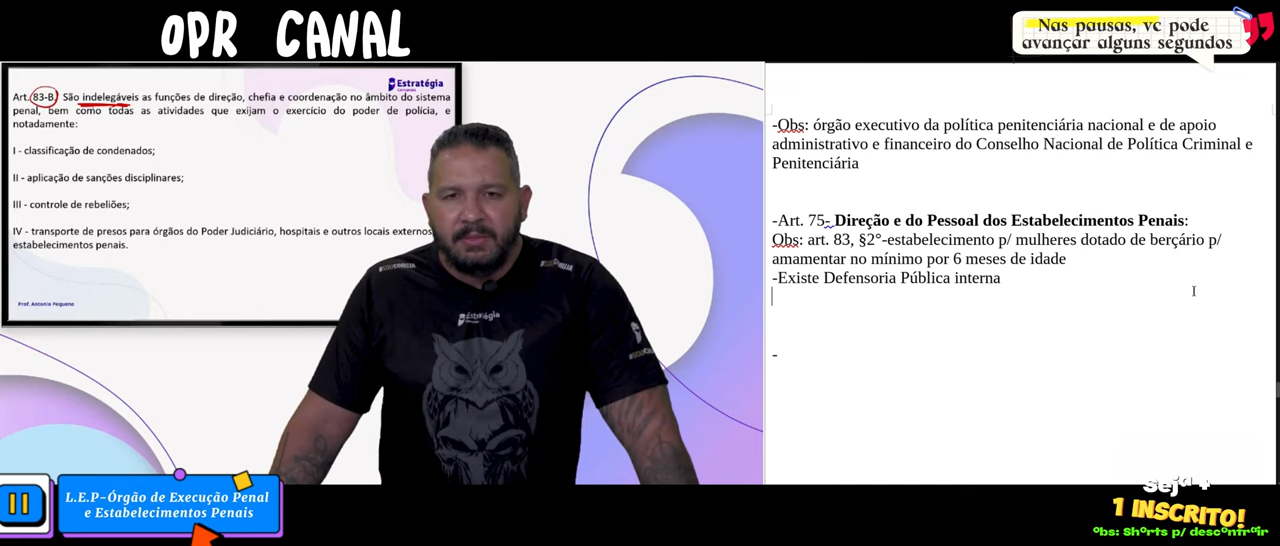 OPR CANAL
Nas pausas, vc pode
avançar alguns segundos
Estratégia
Concursos
Art. 83-B. São indelegáveis as funções de direção, chefia e coordenação no âmbito do sistema
penal, bem como todas as atividades que exijam o exercício do poder de polícia, e
notadamente:
I - classificação de condenados;
II - aplicação de sanções disciplinares;
III - controle de rebeliões;
IV - transporte de presos para órgãos do Poder Judiciário, hospitais e outros locais externos
estabelecimentos penais.
Prof. Antonio Pequeno
Estratégia
-Obs: órgão executivo da política penitenciária nacional e de apoio
administrativo e financeiro do Conselho Nacional de Política Criminal e
Penitenciária
-Art. 75- Direção e do Pessoal dos Estabelecimentos Penais:
Obs: art. 83, §2°-estabelecimento p/ mulheres dotado de berçário p/
amamentar no mínimo por 6 meses de idade
-Existe Defensoria Pública interna
-
L.E.P-Órgão de Execução Penal
e Estabelecimentos Penais
Seja +
1 INSCRITO!
Obs: Shorts p/ descontrair